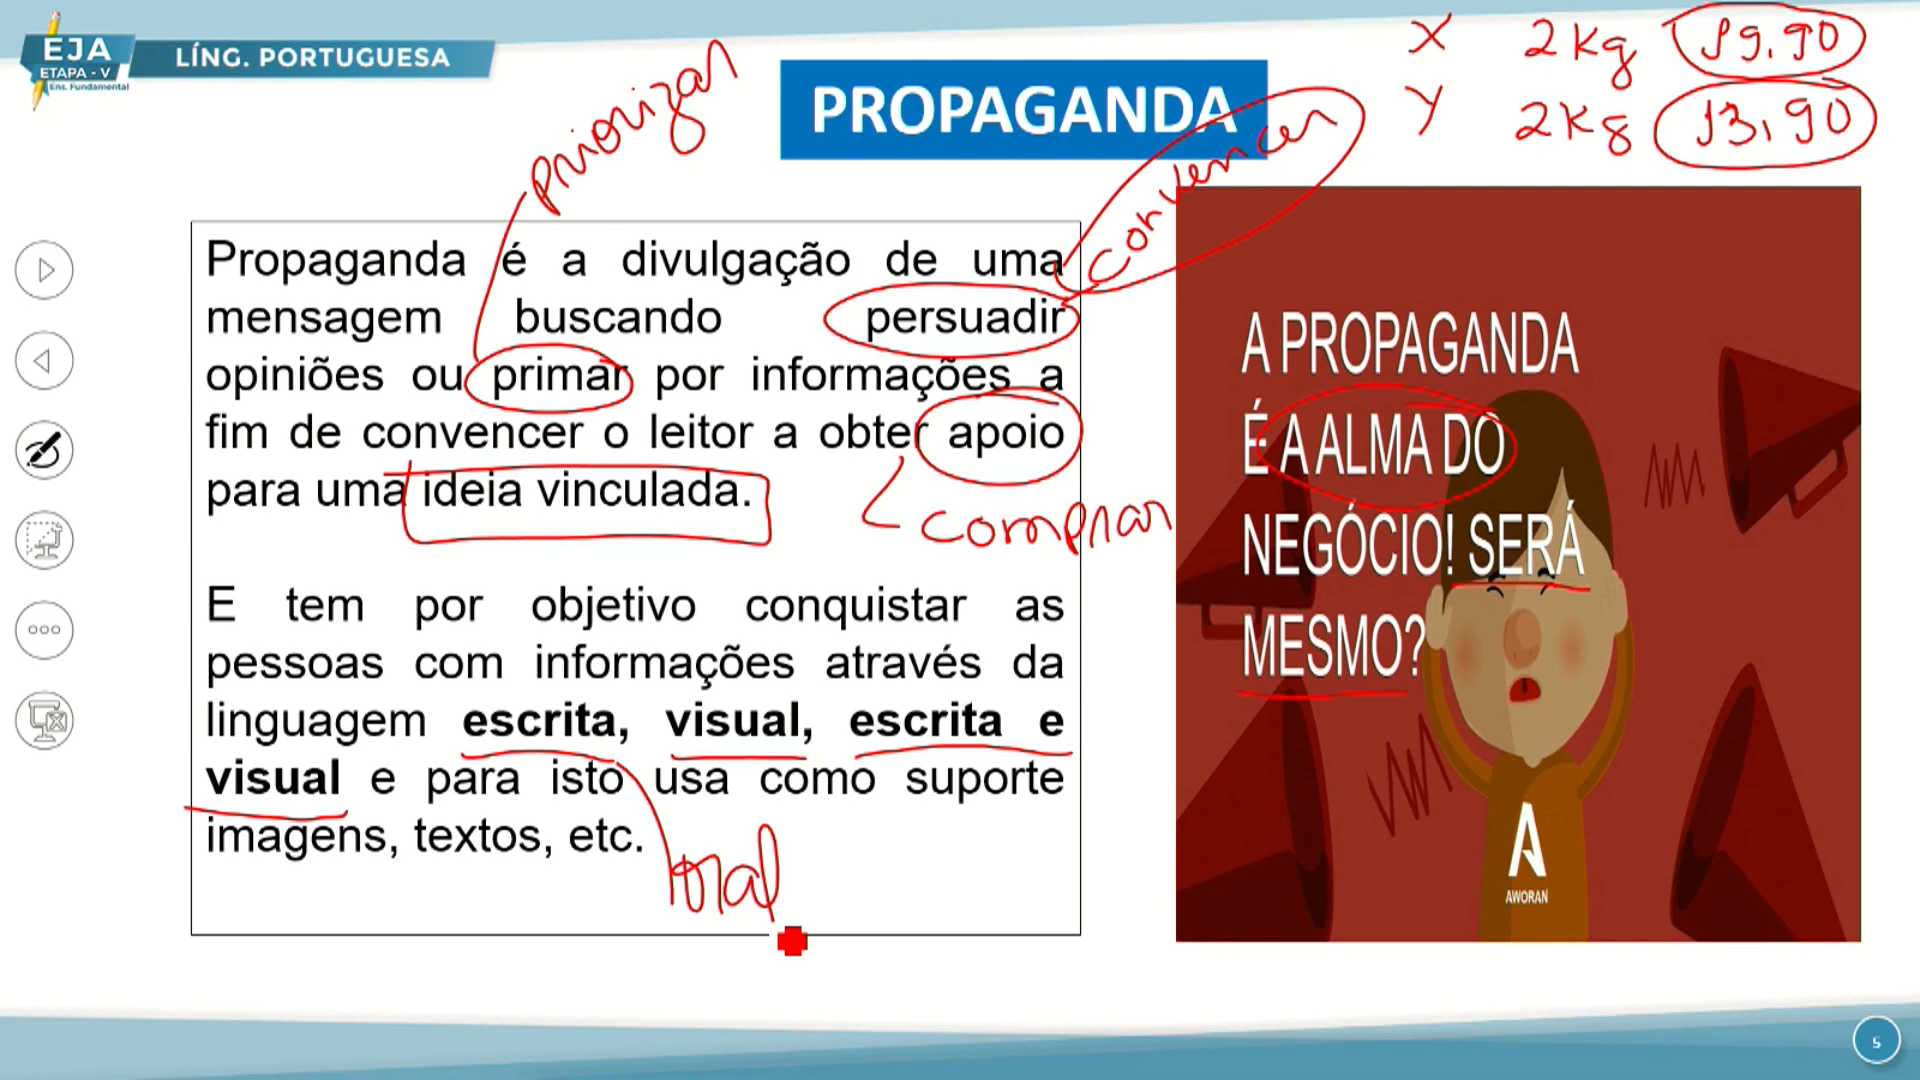 EJA
ETAPA - V
Ens. Fundamental
LÍNG. PORTUGUESA
PROPAGANDA
X 2kg 19,90
Y 2kg 13,90
priorizar
convencer
Propaganda é a divulgação de uma
mensagem buscando persuadir
opiniões ou primar por informações a
fim de convencer o leitor a obter apoio
para uma ideia vinculada.
comprar
E tem por objetivo conquistar as
pessoas com informações através da
linguagem escrita, visual, escrita e
visual e para isto usa como suporte
imagens, textos, etc.
oral
A PROPAGANDA
É A ALMA DO
NEGÓCIO! SERÁ
MESMO?
AWORAN
5